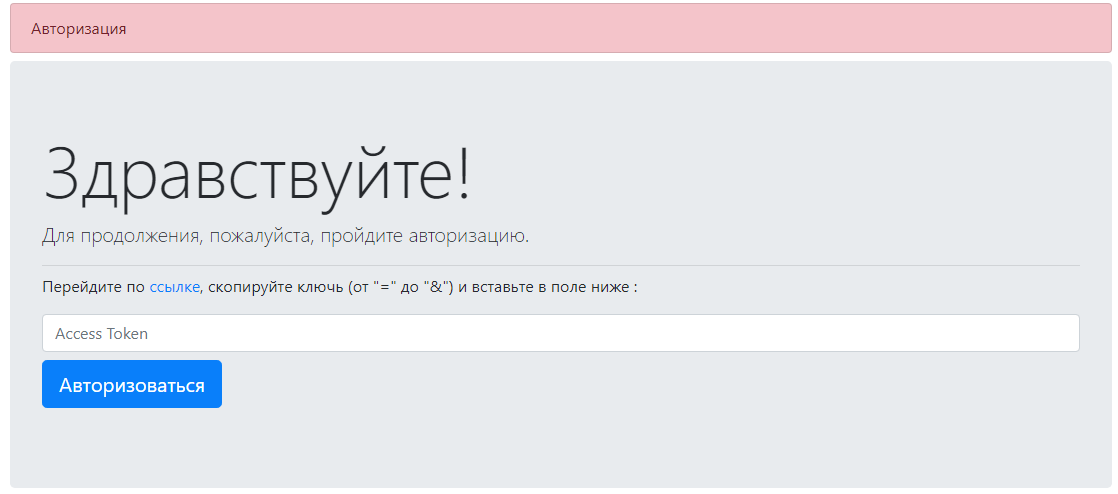 Авторизация
Здравствуйте!
Для продолжения, пожалуйста, пройдите авторизацию.
Перейдите по ссылке, скопируйте ключь (от "=" до "&") и вставьте в поле ниже :
Access Token
Авторизоваться